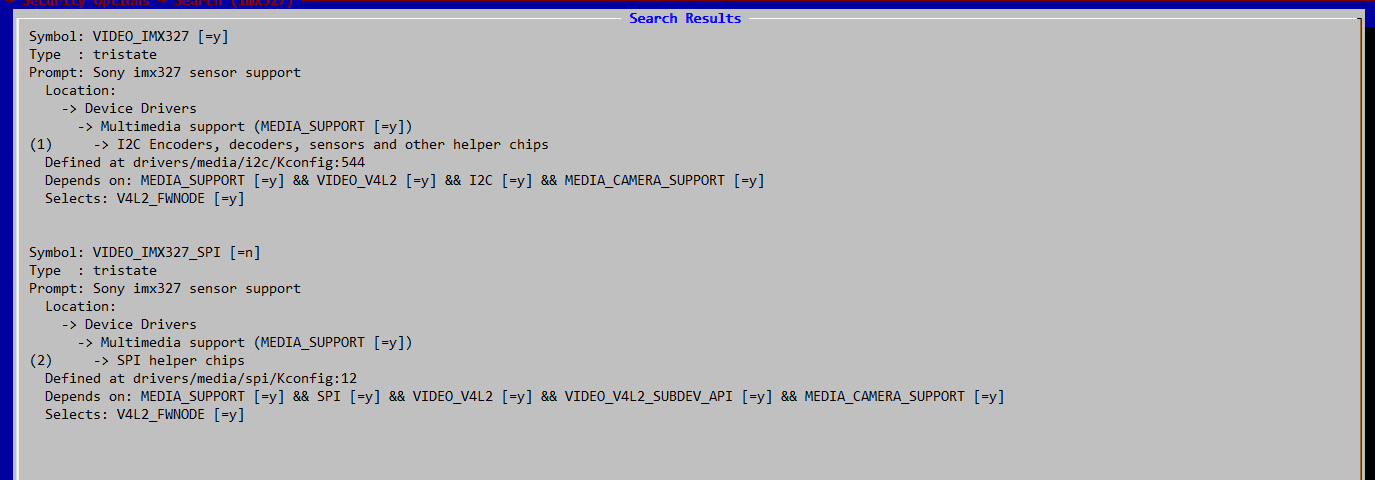 Security options → Search (imx327)
Search Results
Symbol: VIDEO_IMX327 [=y]
Type  : tristate
Prompt: Sony imx327 sensor support
  Location:
    -> Device Drivers
      -> Multimedia support (MEDIA_SUPPORT [=y])
(1)     -> I2C Encoders, decoders, sensors and other helper chips
  Defined at drivers/media/i2c/Kconfig:544
  Depends on: MEDIA_SUPPORT [=y] && VIDEO_V4L2 [=y] && I2C [=y] && MEDIA_CAMERA_SUPPORT [=y]
  Selects: V4L2_FWNODE [=y]
Symbol: VIDEO_IMX327_SPI [=n]
Type  : tristate
Prompt: Sony imx327 sensor support
  Location:
    -> Device Drivers
      -> Multimedia support (MEDIA_SUPPORT [=y])
(2)     -> SPI helper chips
  Defined at drivers/media/spi/Kconfig:12
  Depends on: MEDIA_SUPPORT [=y] && SPI [=y] && VIDEO_V4L2 [=y] && VIDEO_V4L2_SUBDEV_API [=y] && MEDIA_CAMERA_SUPPORT [=y]
  Selects: V4L2_FWNODE [=y]